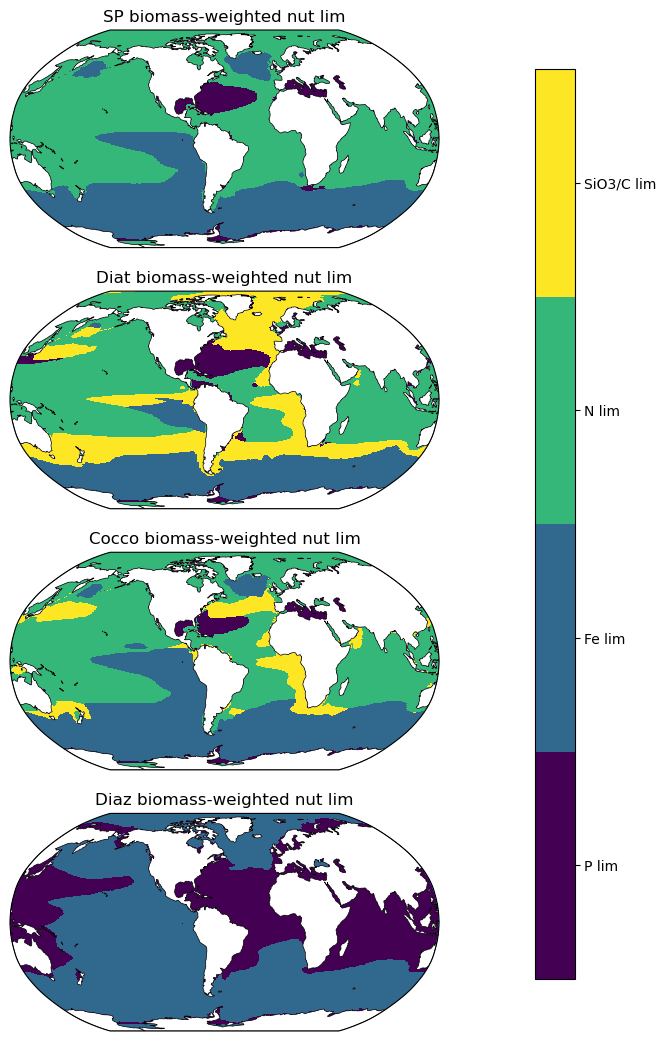 SP biomass-weighted nut lim
Diat biomass-weighted nut lim
Cocco biomass-weighted nut lim
Diaz biomass-weighted nut lim
SiO3/C lim
N lim
Fe lim
P lim